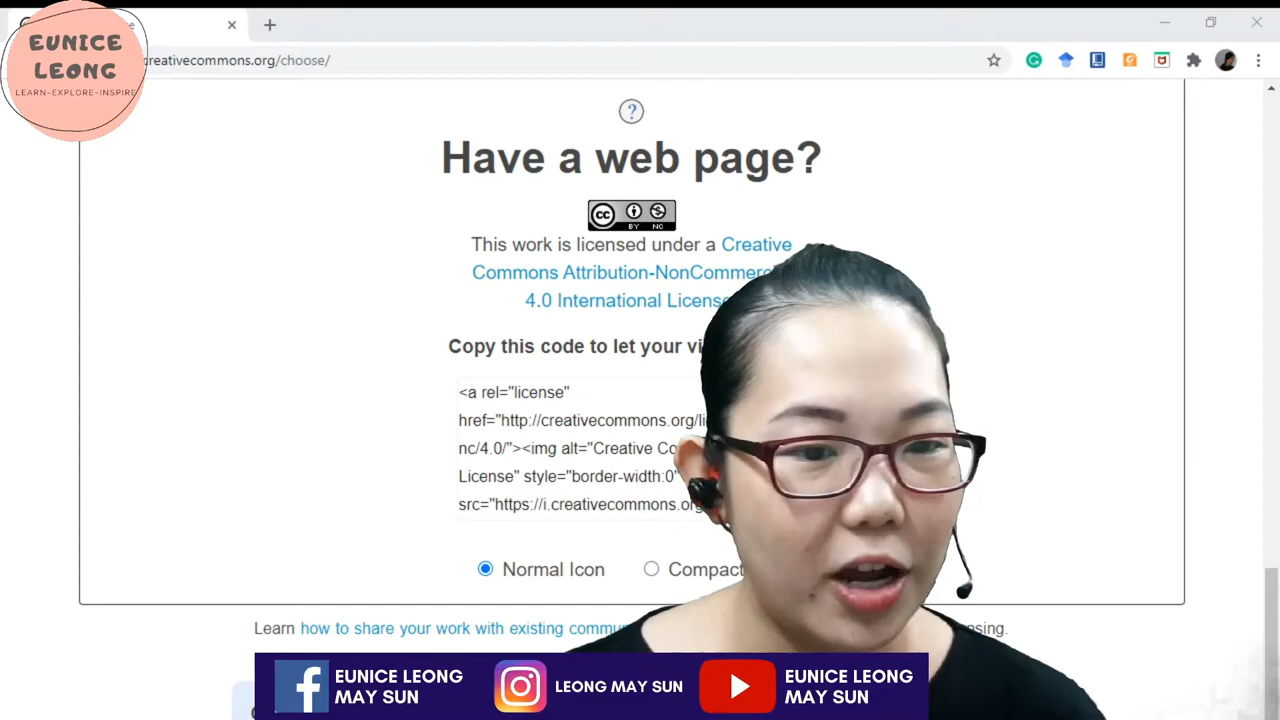 EUNICE
LEONG
LEARN-EXPLORE-INSPIRE
creativecommons.org/choose/
?
Have a web page?
cc BY NC
This work is licensed under a Creative
Commons Attribution-NonCommerc
4.0 International License
Copy this code to let your vi
<a rel="license"
href="http://creativecommons.org/li
nc/4.0/"><img alt="Creative Co
License" style="border-width:0"
src="https://i.creativecommons.org
Normal Icon Compact
Learn how to share your work with existing commu nsing.
EUNICE LEONG
MAY SUN
LEONG MAY SUN
EUNICE LEONG
MAY SUN